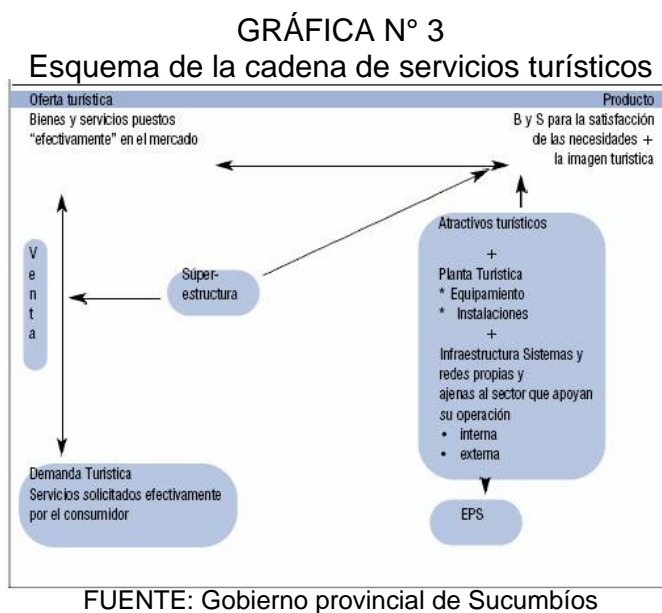 GRÁFICA N° 3
Esquema de la cadena de servicios turísticos
Oferta turística
Producto
Bienes y servicios puestos
"efectivamente" en el mercado
B y S para la satisfacción
de las necesidades +
la imagen turistica
Atractivos turísticos
+
Planta Turistica
* Equipamiento
* Instalaciones
+
Infraestructura Sistemas y
redes propias y
ajenas al sector que apoyan
su operación
• interna
• externa
Súper-
estructura
V
e
n
t
a
Demanda Turistica
Servicios solicitados efectivamente
por el consumidor
EPS
FUENTE: Gobierno provincial de Sucumbíos